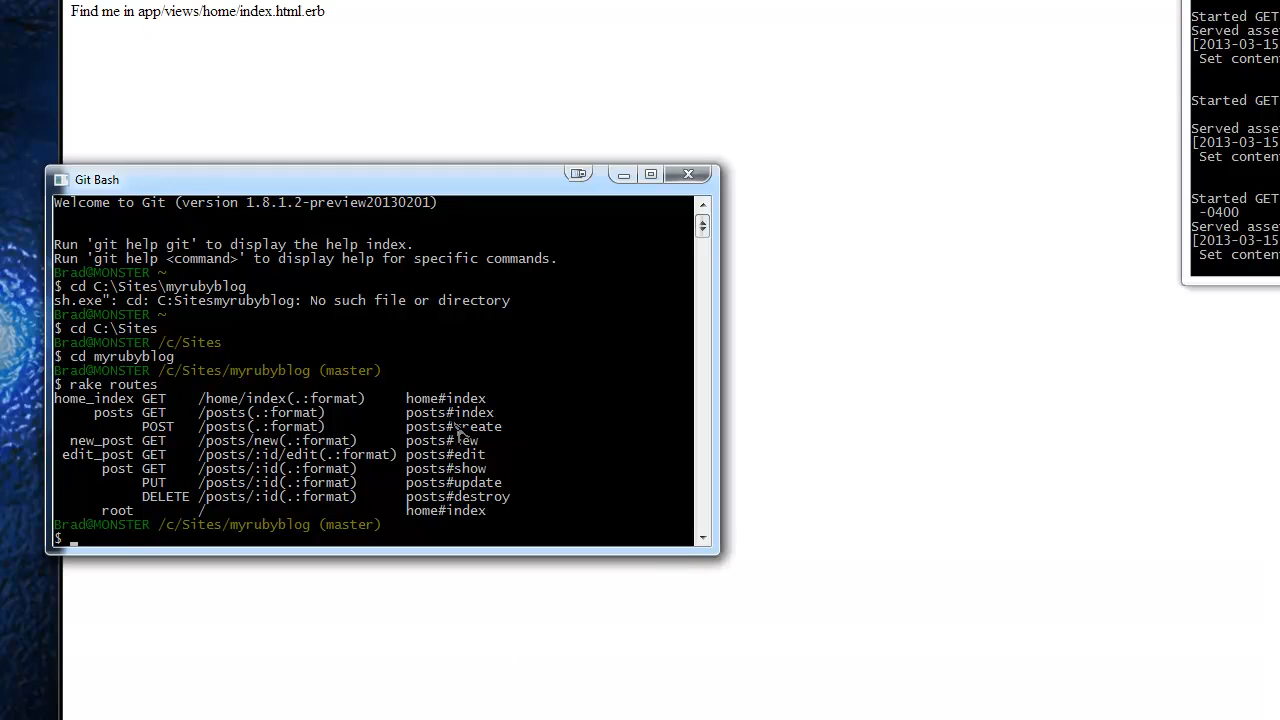 Find me in app/views/home/index.html.erb
Git Bash
Welcome to Git (version 1.8.1.2-preview20130201)
Run 'git help git' to display the help index.
Run 'git help <command>' to display help for specific commands.
Brad@MONSTER ~
$ cd C:\Sites\myrubyblog
sh.exe": cd: C:Sitesmyrubyblog: No such file or directory
Brad@MONSTER ~
$ cd C:\Sites
Brad@MONSTER /c/Sites
$ cd myrubyblog
Brad@MONSTER /c/Sites/myrubyblog (master)
$ rake routes
home_index GET /home/index(.:format) home#index
posts GET /posts(.:format) posts#index
POST /posts(.:format) posts#create
new_post GET /posts/new(.:format) posts#new
edit_post GET /posts/:id/edit(.:format) posts#edit
post GET /posts/:id(.:format) posts#show
PUT /posts/:id(.:format) posts#update
DELETE /posts/:id(.:format) posts#destroy
root / home#index
Brad@MONSTER /c/Sites/myrubyblog (master)
$
Started GET
Served asse
[2013-03-15
Set conten
Started GET
Served asse
[2013-03-15
Set conten
Started GET
-0400
Served asse
[2013-03-15
Set conten